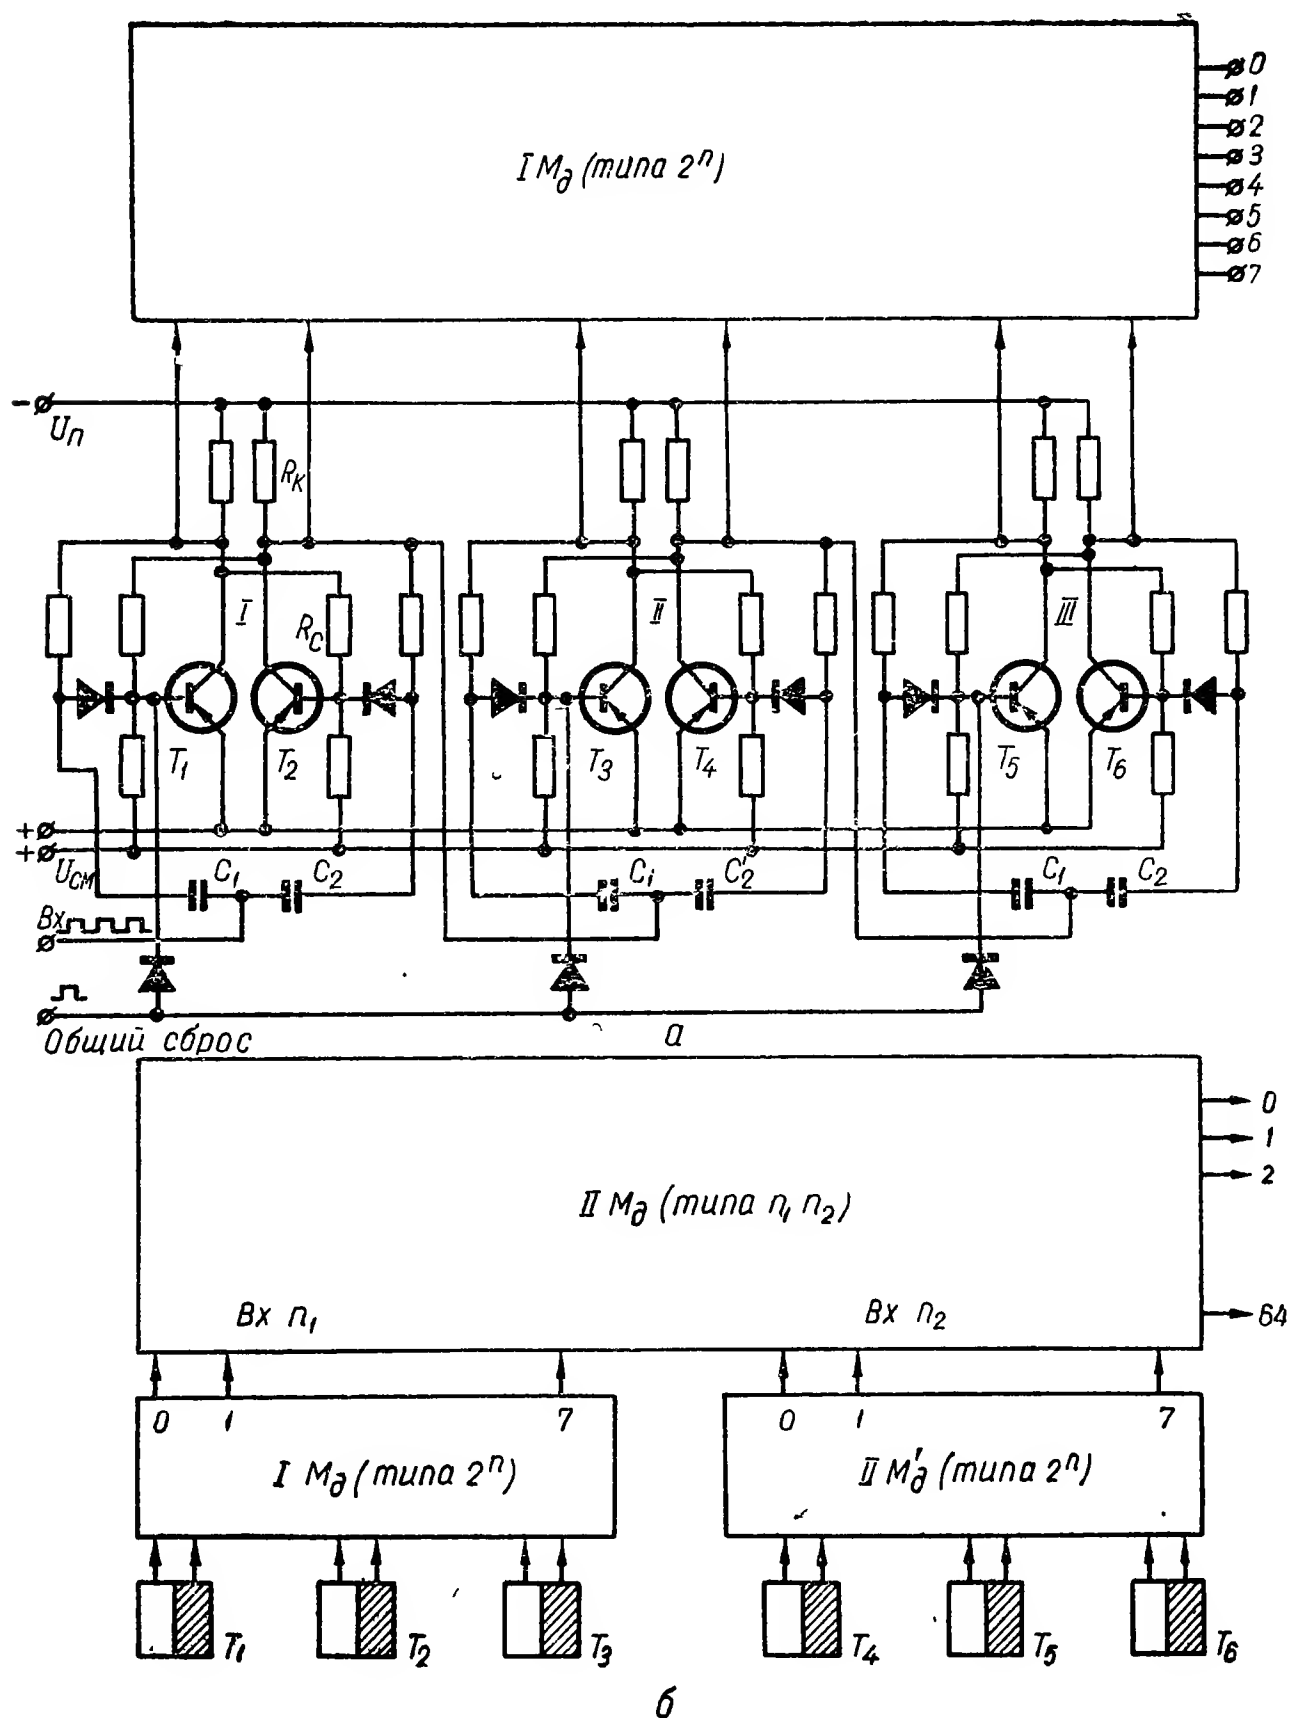 0
1
2
3
4
5
6
7
I Mд (типа 2ⁿ)
− Uп
Rк
I II III
Rс
T₁ T₂ T₃ T₄ T₅ T₆
+
+
Uсм C₁ C₂ C₁ C'₂ C₁ C₂
Вх
Общий сброс
а
0
1
2
II Mд (типа n₁ n₂)
64
Вх n₁ Вх n₂
0 1 7 0 1 7
I Mд (типа 2ⁿ) II M'д (типа 2ⁿ)
T₁ T₂ T₃ T₄ T₅ T₆
б